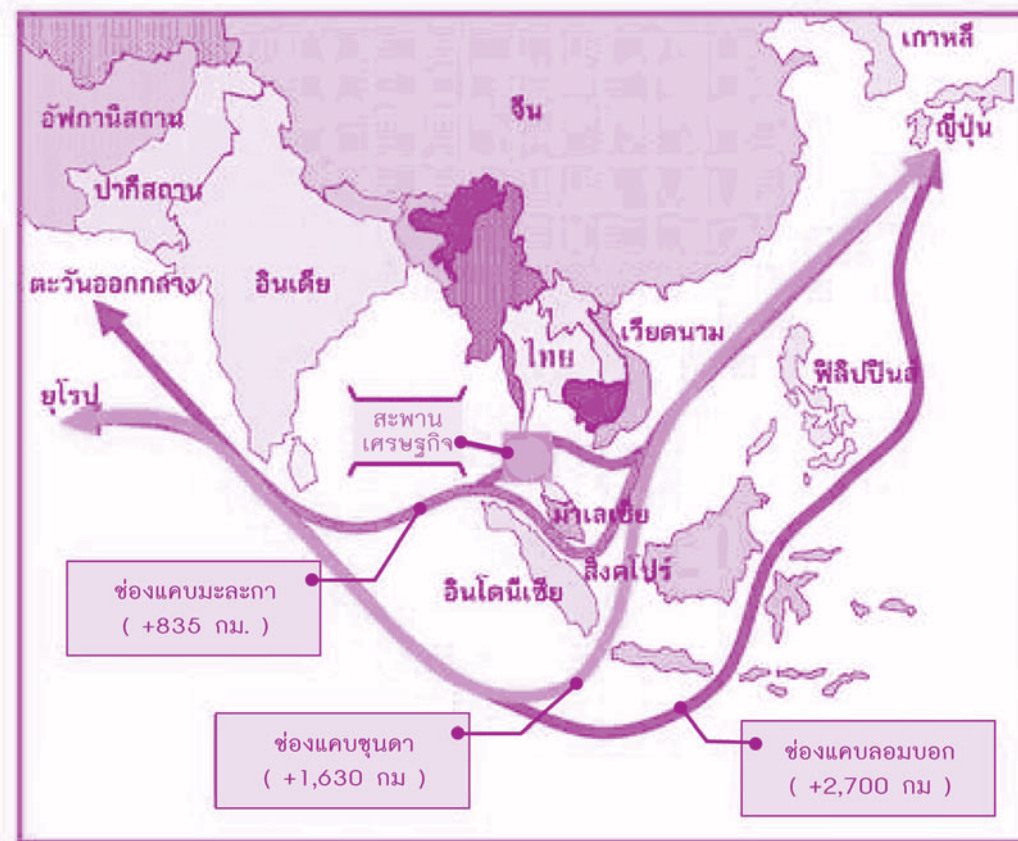 เกาหลี
อัฟกานิสถาน
จีน
ญี่ปุ่น
ปากีสถาน
ตะวันออกกลาง
อินเดีย
เวียดนาม
ไทย
ฟิลิปปินส์
ยุโรป
สะพาน
เศรษฐกิจ
มาเลเซีย
สิงคโปร์
อินโดนีเซีย
ช่องแคบมะละกา
( +835 กม. )
ช่องแคบซุนดา
( +1,630 กม )
ช่องแคบลอมบอก
( +2,700 กม )